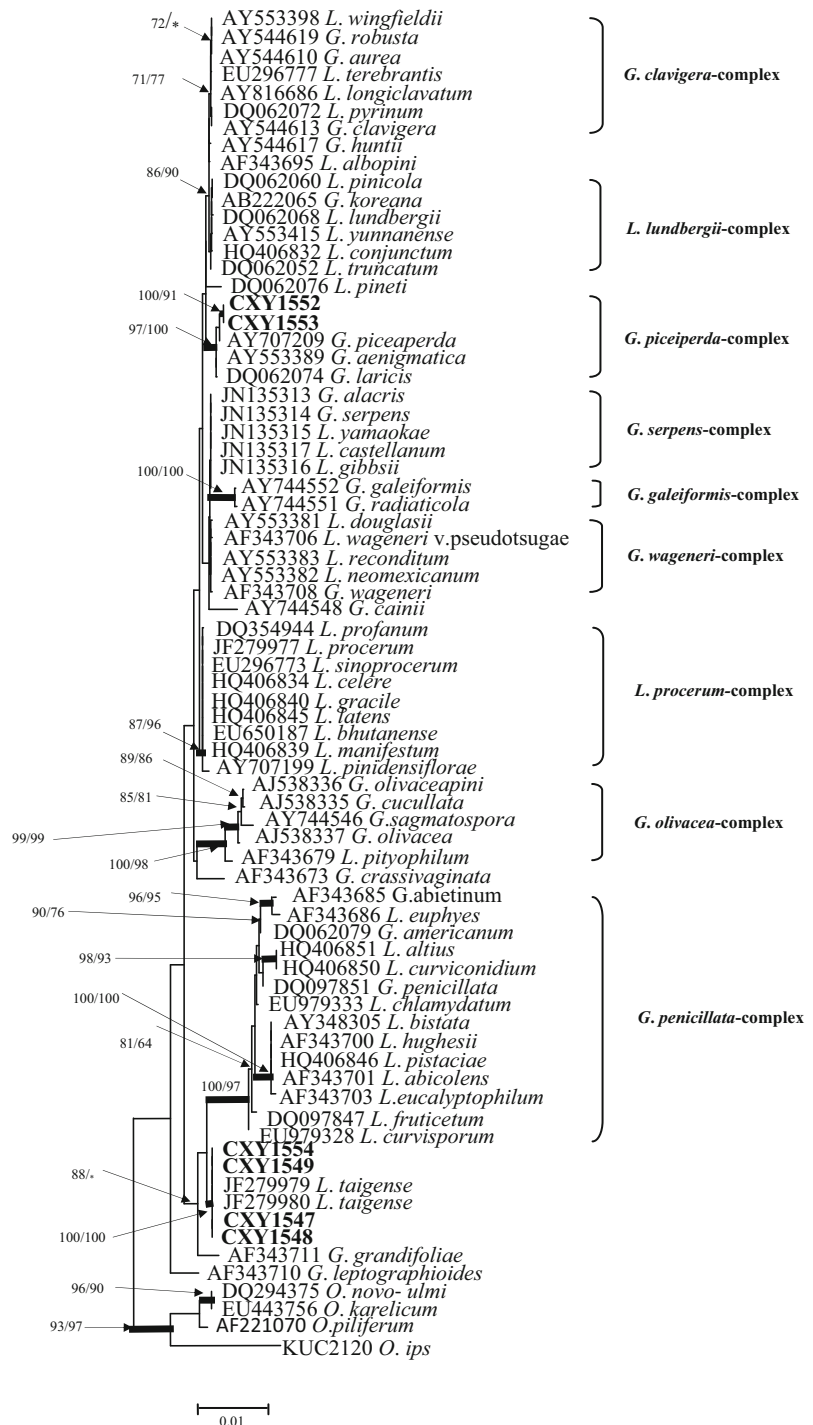 72/*
AY553398 L. wingfieldii
AY544619 G. robusta
AY544610 G. aurea
EU296777 L. terebrantis
71/77
AY816686 L. longiclavatum
DQ062072 L. pyrinum
AY544613 G. clavigera
G. clavigera-complex
AY544617 G. huntii
AF343695 L. albopini
86/90
DQ062060 L. pinicola
AB222065 G. koreana
DQ062068 L. lundbergii
AY553415 L. yunnanense
HQ406832 L. conjunctum
DQ062052 L. truncatum
L. lundbergii-complex
DQ062076 L. pineti
100/91
CXY1552
CXY1553
97/100
AY707209 G. piceaperda
AY553389 G. aenigmatica
DQ062074 G. laricis
G. piceiperda-complex
JN135313 G. alacris
JN135314 G. serpens
JN135315 L. yamaokae
JN135317 L. castellanum
JN135316 L. gibbsii
G. serpens-complex
100/100
AY744552 G. galeiformis
AY744551 G. radiaticola
G. galeiformis-complex
AY553381 L. douglasii
AF343706 L. wageneri v.pseudotsugae
AY553383 L. reconditum
AY553382 L. neomexicanum
AF343708 G. wageneri
G. wageneri-complex
AY744548 G. cainii
DQ354944 L. profanum
JF279977 L. procerum
EU296773 L. sinoprocerum
HQ406834 L. celere
HQ406840 L. gracile
HQ406845 L. latens
EU650187 L. bhutanense
HQ406839 L. manifestum
L. procerum-complex
87/96
AY707199 L. pinidensiflorae
89/86
AJ538336 G. olivaceapini
85/81
AJ538335 G. cucullata
AY744546 G.sagmatospora
99/99
AJ538337 G. olivacea
100/98
AF343679 L. pityophilum
G. olivacea-complex
AF343673 G. crassivaginata
96/95
AF343685 G.abietinum
90/76
AF343686 L. euphyes
DQ062079 G. americanum
HQ406851 L. altius
98/93
HQ406850 L. curviconidium
DQ097851 G. penicillata
100/100
EU979333 L. chlamydatum
AY348305 L. bistata
AF343700 L. hughesii
81/64
HQ406846 L. pistaciae
AF343701 L. abicolens
100/97
AF343703 L.eucalyptophilum
DQ097847 L. fruticetum
EU979328 L. curvisporum
G. penicillata-complex
CXY1554
CXY1549
88/*
JF279979 L. taigense
JF279980 L. taigense
CXY1547
100/100
CXY1548
AF343711 G. grandifoliae
AF343710 G. leptographioides
96/90
DQ294375 O. novo- ulmi
EU443756 O. karelicum
93/97
AF221070 O.piliferum
KUC2120 O. ips
0.01